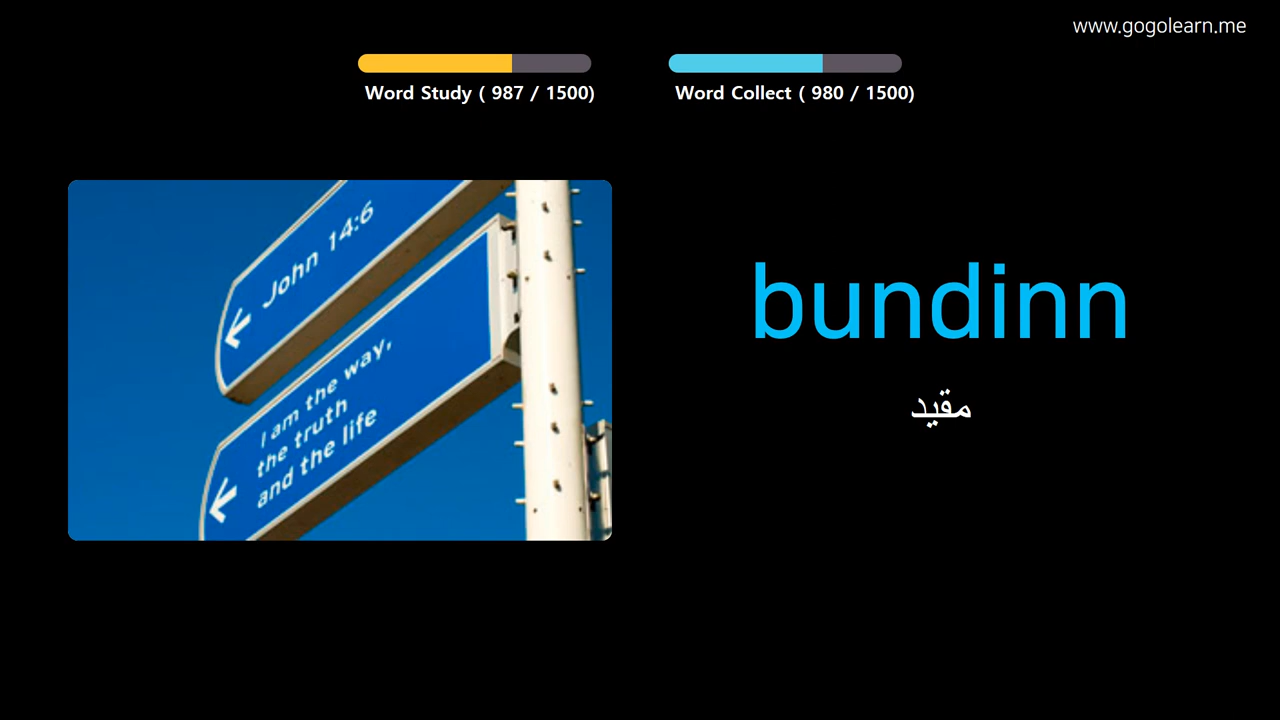 www.gogolearn.me
Word Study ( 987 / 1500)
Word Collect ( 980 / 1500)
John 14:6
I am the way,
the truth
and the life
bundinn
مقيد